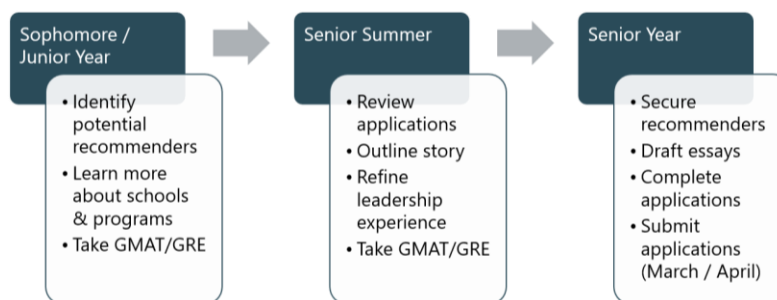 Sophomore /
Junior Year
• Identify
potential
recommenders
• Learn more
about schools
& programs
• Take GMAT/GRE
Senior Summer
• Review
applications
• Outline story
• Refine
leadership
experience
• Take GMAT/GRE
Senior Year
• Secure
recommenders
• Draft essays
• Complete
applications
• Submit
applications
(March / April)